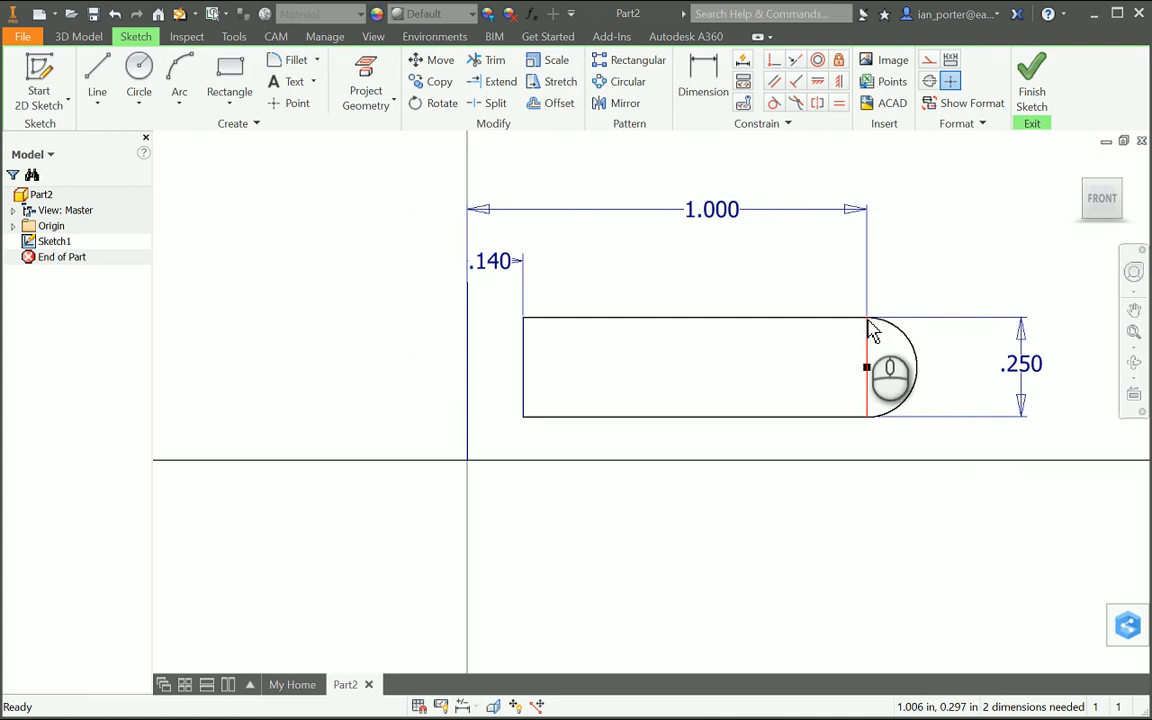 PRO
Material
Default
Part2
Search Help & Commands...
ian_porter@ea...
File
3D Model
Sketch
Inspect
Tools
CAM
Manage
View
Environments
BIM
Get Started
Add-Ins
Autodesk A360
Start
2D Sketch
Line
Circle
Arc
Rectangle
Fillet
Text
Point
Project
Geometry
Move
Copy
Rotate
Trim
Extend
Split
Scale
Stretch
Offset
Rectangular
Circular
Mirror
Dimension
Image
Points
ACAD
Show Format
Finish
Sketch
Sketch
Create
Modify
Pattern
Constrain
Insert
Format
Exit
Model
Part2
View: Master
Origin
Sketch1
End of Part
FRONT
1.000
.140
.250
My Home
Part2
Ready
1.006 in, 0.297 in 2 dimensions needed 1 1